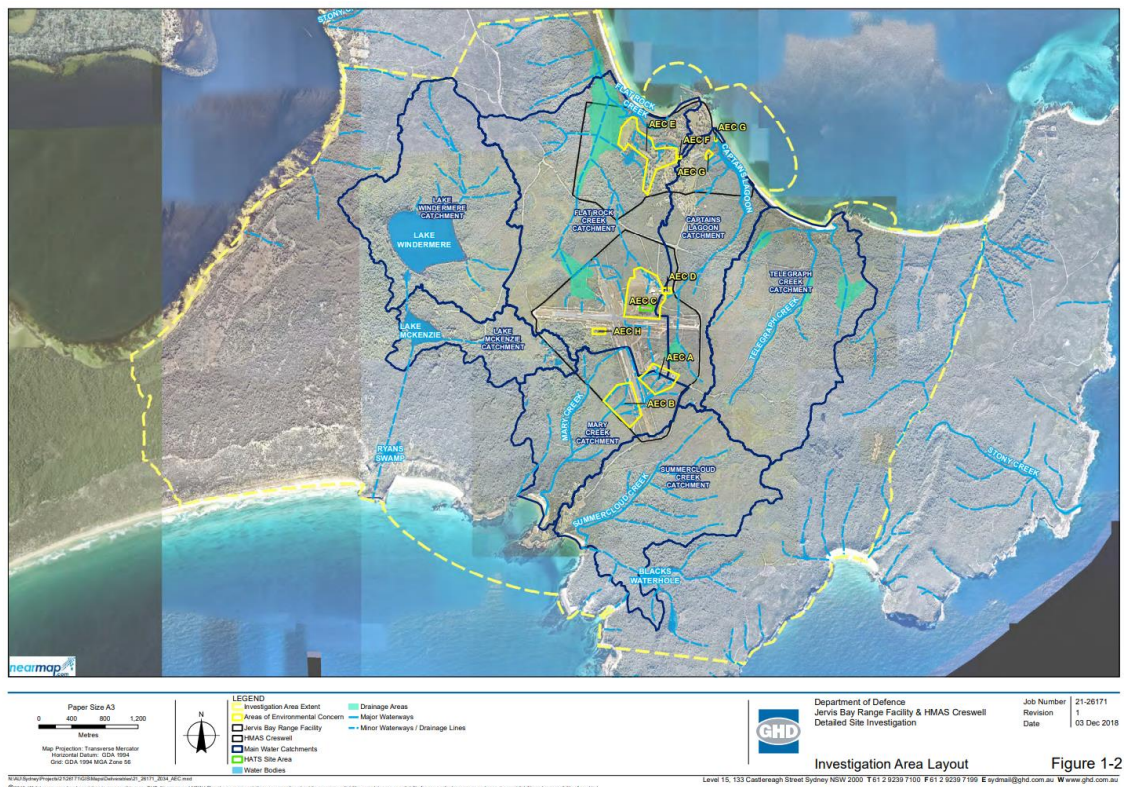 STONY CREEK
FLATROCK
CREEK
AEC E
AEC G
AEC F
AEC G
CAPTAINS LAGOON
LAKE
WINDERMERE
CATCHMENT
LAKE
WINDERMERE
FLATROCK
CREEK
CATCHMENT
CAPTAINS
LAGOON
CATCHMENT
TELEGRAPH
CREEK
CATCHMENT
AEC D
AEC C
TELEGRAPH CREEK
LAKE
MCKENZIE
LAKE
MCKENZIE
CATCHMENT
AEC H
AEC A
AEC B
MARY CREEK
MARY
CREEK
CATCHMENT
RYANS
SWAMP
SUMMERCLOUD
CREEK
CATCHMENT
SUMMERCLOUD CREEK
STONY CREEK
BLACKS
WATERHOLE
nearmap
.com
Paper Size A3
0 400 800 1,200
Metres
Map Projection: Transverse Mercator
Horizontal Datum: GDA 1994
Grid: GDA 1994 MGA Zone 56
N
LEGEND
Investigation Area Extent
Areas of Environmental Concern
Jervis Bay Range Facility
HMAS Creswell
Main Water Catchments
HATS Site Area
Water Bodies
Drainage Areas
Major Waterways
Minor Waterways / Drainage Lines
GHD
Department of Defence
Jervis Bay Range Facility & HMAS Creswell
Detailed Site Investigation
Job Number 21-26171
Revision 1
Date 03 Dec 2018
Investigation Area Layout
Figure 1-2
Level 15, 133 Castlereagh Street Sydney NSW 2000 T 61 2 9239 7100 F 61 2 9239 7199 E sydmail@ghd.com.au W www.ghd.com.au